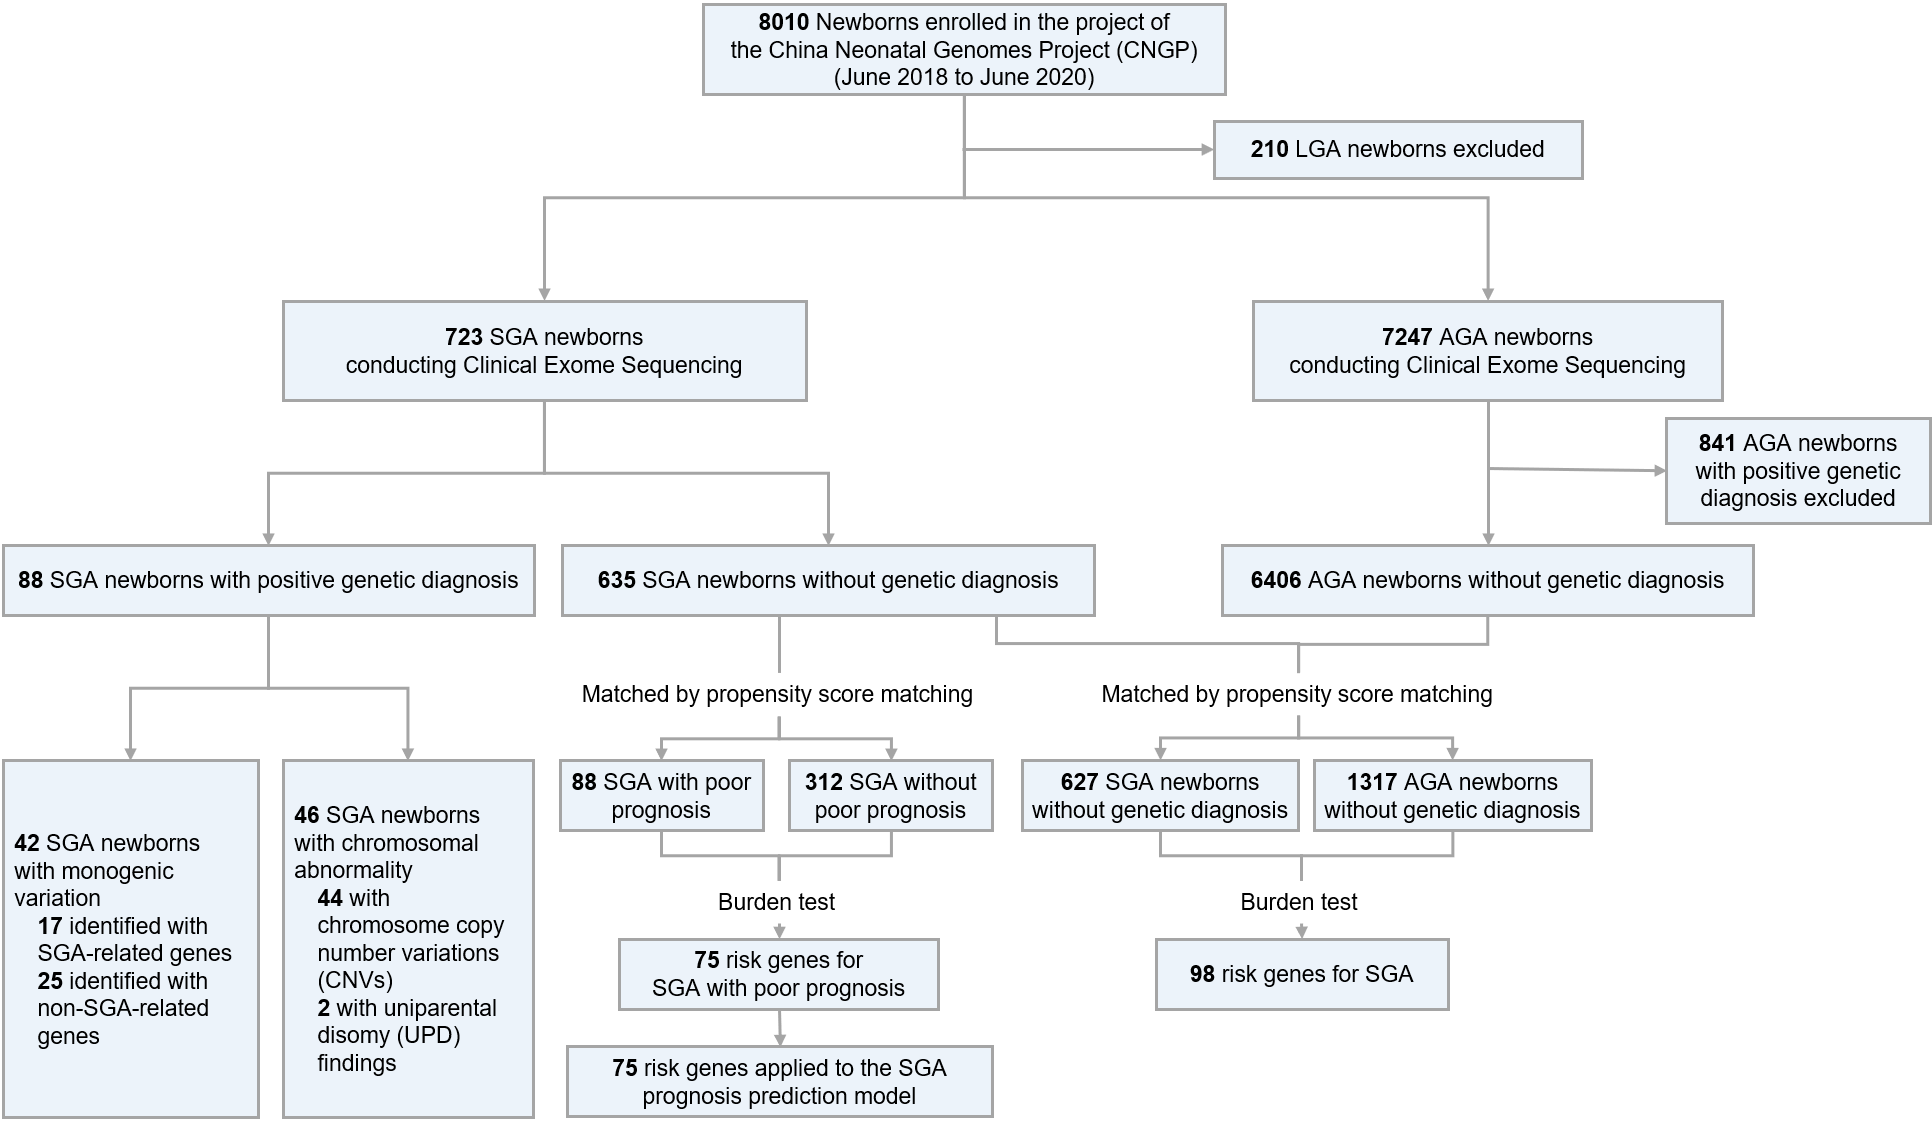 8010 Newborns enrolled in the project of
the China Neonatal Genomes Project (CNGP)
(June 2018 to June 2020)
210 LGA newborns excluded
723 SGA newborns
conducting Clinical Exome Sequencing
7247 AGA newborns
conducting Clinical Exome Sequencing
841 AGA newborns
with positive genetic
diagnosis excluded
88 SGA newborns with positive genetic diagnosis
635 SGA newborns without genetic diagnosis
6406 AGA newborns without genetic diagnosis
Matched by propensity score matching
Matched by propensity score matching
42 SGA newborns
with monogenic
variation
17 identified with
SGA-related genes
25 identified with
non-SGA-related
genes
46 SGA newborns
with chromosomal
abnormality
44 with
chromosome copy
number variations
(CNVs)
2 with uniparental
disomy (UPD)
findings
88 SGA with poor
prognosis
312 SGA without
poor prognosis
627 SGA newborns
without genetic diagnosis
1317 AGA newborns
without genetic diagnosis
Burden test
Burden test
75 risk genes for
SGA with poor prognosis
98 risk genes for SGA
75 risk genes applied to the SGA
prognosis prediction model